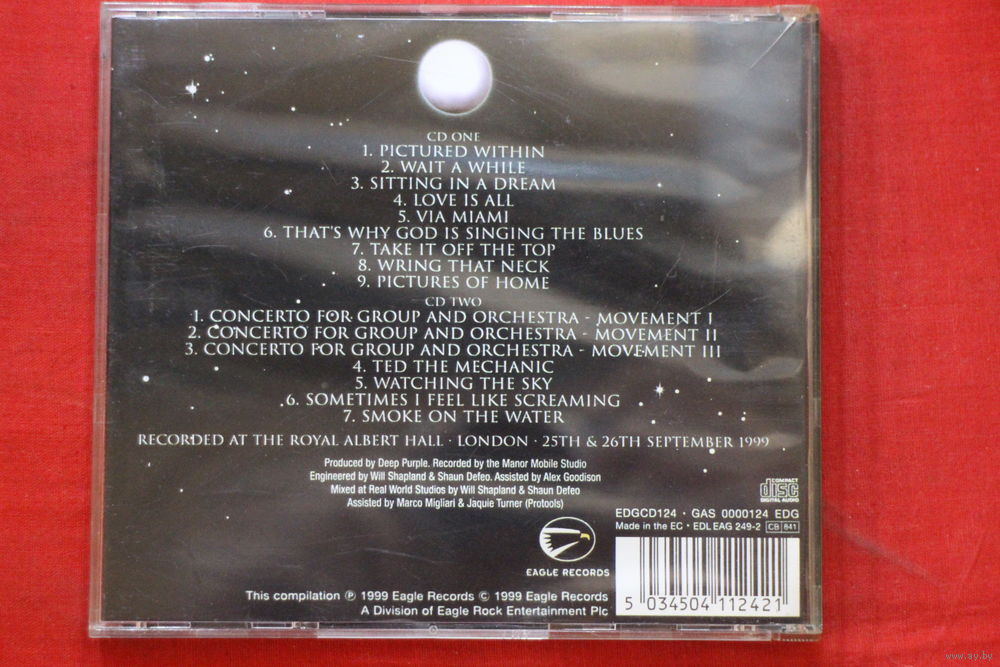 CD ONE
1. PICTURED WITHIN
2. WAIT A WHILE
3. SITTING IN A DREAM
4. LOVE IS ALL
5. VIA MIAMI
6. THAT'S WHY GOD IS SINGING THE BLUES
7. TAKE IT OFF THE TOP
8. WRING THAT NECK
9. PICTURES OF HOME
CD TWO
1. CONCERTO FOR GROUP AND ORCHESTRA - MOVEMENT I
2. CONCERTO FOR GROUP AND ORCHESTRA - MOVEMENT II
3. CONCERTO FOR GROUP AND ORCHESTRA - MOVEMENT III
4. TED THE MECHANIC
5. WATCHING THE SKY
6. SOMETIMES I FEEL LIKE SCREAMING
7. SMOKE ON THE WATER
RECORDED AT THE ROYAL ALBERT HALL · LONDON · 25TH & 26TH SEPTEMBER 1999
Produced by Deep Purple. Recorded by the Manor Mobile Studio
Engineered by Will Shapland & Shaun Defeo. Assisted by Alex Goodison
Mixed at Real World Studios by Will Shapland & Shaun Defeo
Assisted by Marco Migliari & Jaquie Turner (Protools)
COMPACT
disc
DIGITAL AUDIO
EDGCD124 · GAS 0000124 EDG
Made in the EC · EDL EAG 249-2 CB 841
EAGLE RECORDS
This compilation ℗ 1999 Eagle Records © 1999 Eagle Records
A Division of Eagle Rock Entertainment Plc
5 034504 112421
www.ay.by